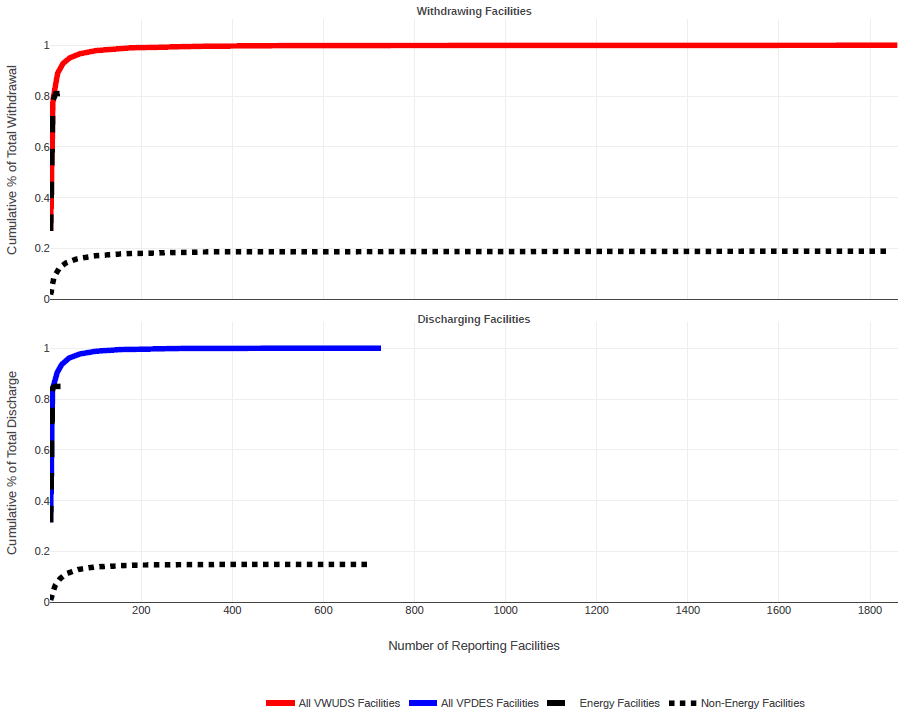 Withdrawing Facilities
1
0.8
0.6
0.4
0.2
0
Cumulative % of Total Withdrawal
Discharging Facilities
1
0.8
0.6
0.4
0.2
0
Cumulative % of Total Discharge
200 400 600 800 1000 1200 1400 1600 1800
Number of Reporting Facilities
All VWUDS Facilities All VPDES Facilities Energy Facilities Non-Energy Facilities